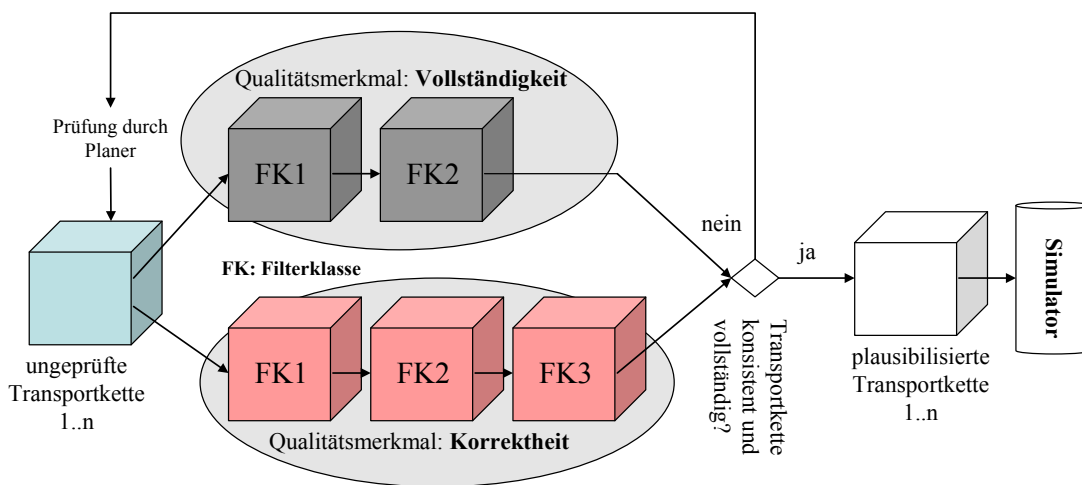 Qualitätsmerkmal: Vollständigkeit
Prüfung durch
Planer
FK1
FK2
nein
ja
Simulator
FK: Filterklasse
FK1
FK2
FK3
Qualitätsmerkmal: Korrektheit
ungeprüfte
Transportkette
1..n
Transportkette
konsistent und
vollständig?
plausibilisierte
Transportkette
1..n